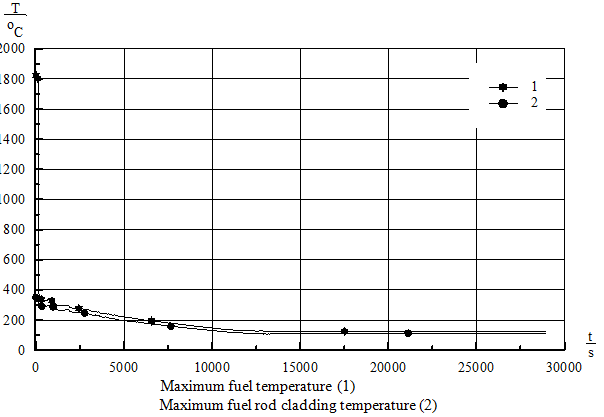 T
°C
2000
1800
1600
1400
1200
1000
800
600
400
200
0
1
2
0 5000 10000 15000 20000 25000 30000
t
s
Maximum fuel temperature (1)
Maximum fuel rod cladding temperature (2)